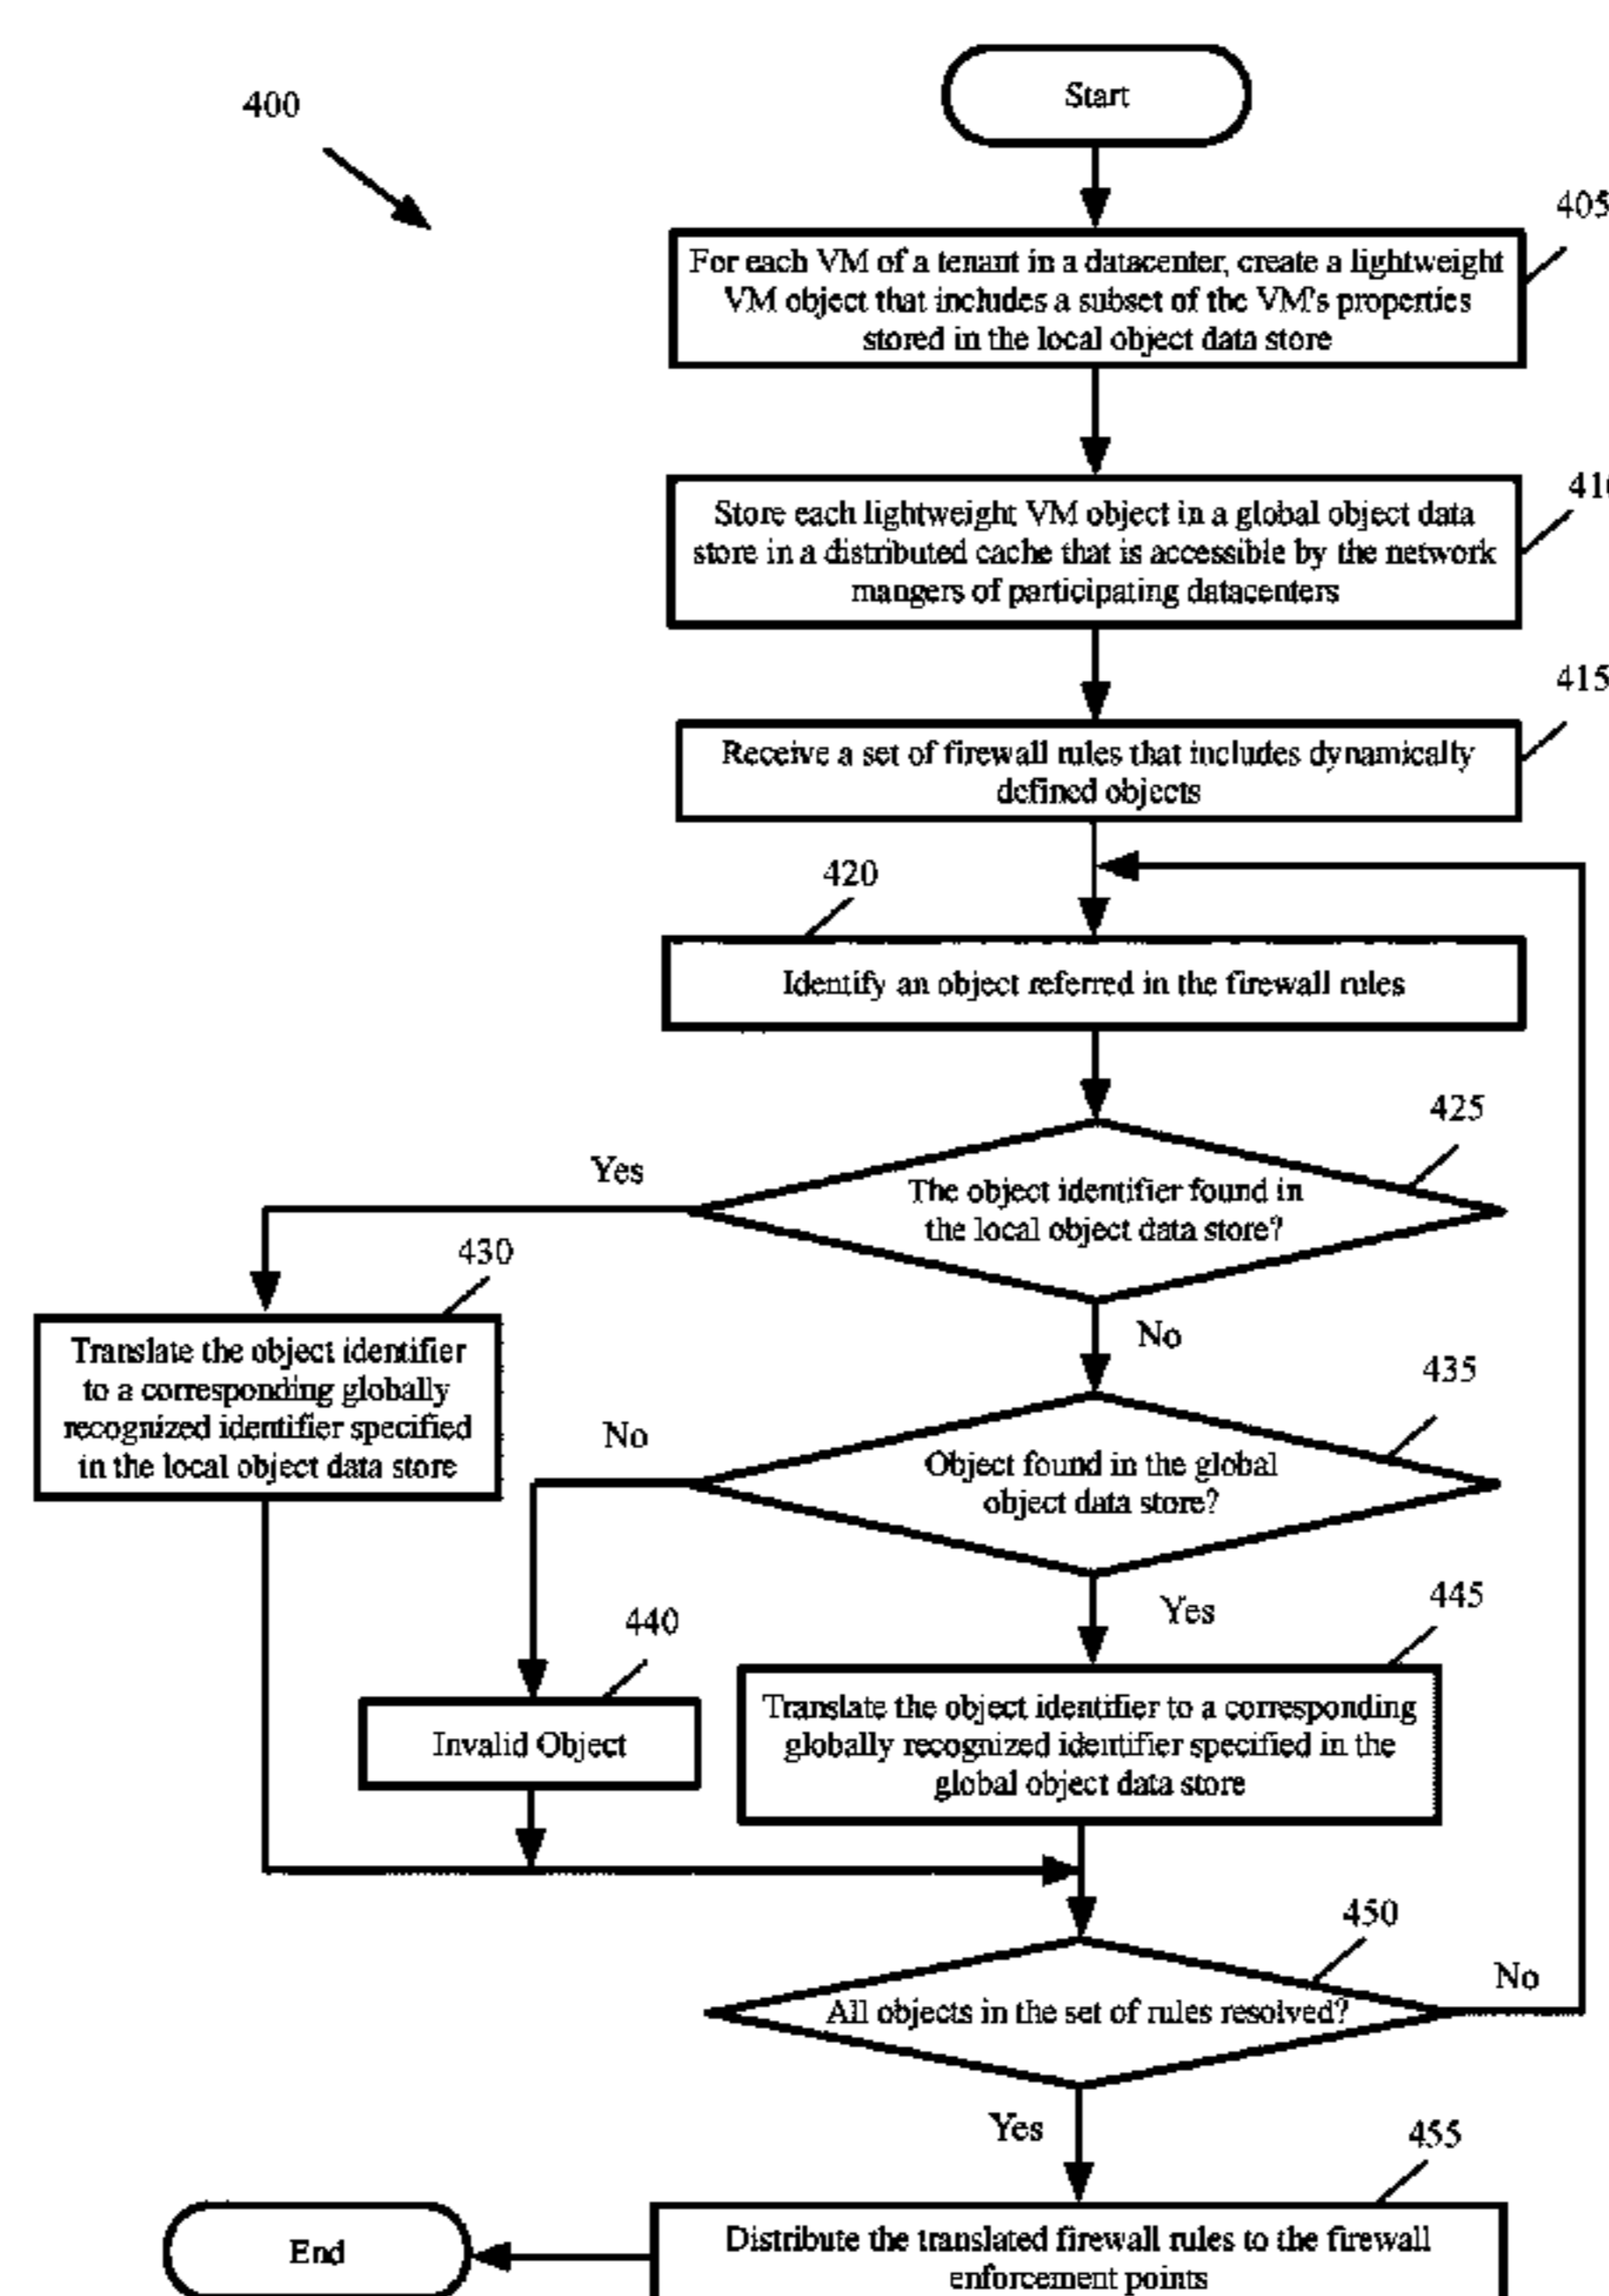 400
Start
405
For each VM of a tenant in a datacenter, create a lightweight
VM object that includes a subset of the VM's properties
stored in the local object data store
410
Store each lightweight VM object in a global object data
store in a distributed cache that is accessible by the network
mangers of participating datacenters
415
Receive a set of firewall rules that includes dynamically
defined objects
420
Identify an object referred in the firewall rules
425
Yes
The object identifier found in
the local object data store?
430
No
Translate the object identifier
to a corresponding globally
recognized identifier specified
in the local object data store
435
No
Object found in the global
object data store?
440
Yes
445
Invalid Object
Translate the object identifier to a corresponding
globally recognized identifier specified in the
global object data store
450
No
All objects in the set of rules resolved?
Yes
455
End
Distribute the translated firewall rules to the firewall
enforcement points